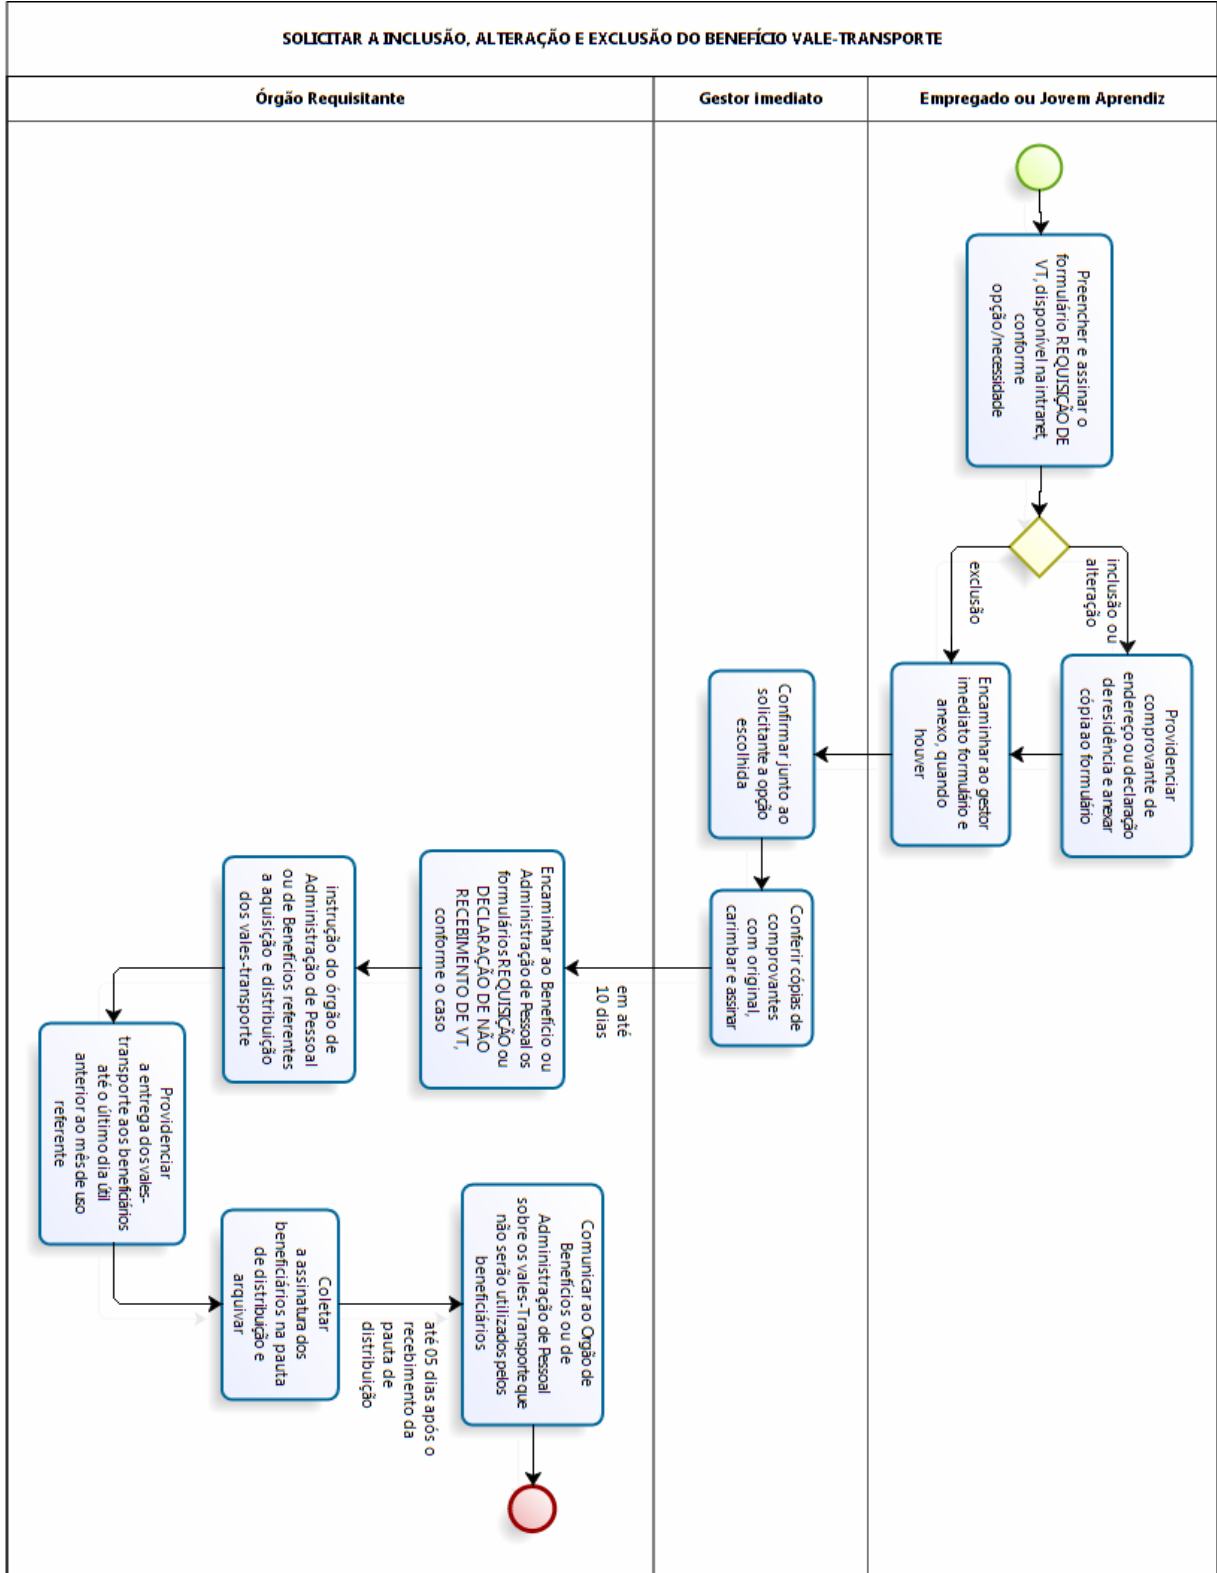 SOLICITAR A INCLUSÃO, ALTERAÇÃO E EXCLUSÃO DO BENEFÍCIO VALE-TRANSPORTE
Órgão Requisitante
Gestor imediato
Empregado ou Jovem Aprendiz
Preencher e assinar o
formulário REQUISIÇÃO DE
VT, disponível na intranet,
conforme
opção/necessidade
inclusão ou
alteração
exclusão
Providenciar
comprovante de
endereço ou declaração
de residência e anexar
cópia ao formulário
Encaminhar ao gestor
imediato formulário e
anexo, quando
houver
Confirmar junto ao
solicitante a opção
escolhida
Conferir cópias de
comprovantes
com original,
carimbar e assinar
em até
10 dias
Encaminhar ao Benefício ou
Administração de Pessoal os
formulários REQUISIÇÃO ou
DECLARAÇÃO DE NÃO
RECEBIMENTO DE VT,
conforme o caso
instrução do órgão de
Administração de Pessoal
ou de Benefícios referentes
a aquisição e distribuição
dos vales-transporte
Providenciar
a entrega dos vales-
transporte aos beneficiários
até o último dia útil
anterior ao mês de uso
referente
Coletar
a assinatura dos
beneficiários na pauta
de distribuição e
arquivar
até 05 dias após o
recebimento da
pauta de
distribuição
Comunicar ao Orgão de
Benefícios ou de
Administração de Pessoal
sobre os vales-Transporte que
não serão utilizados pelos
beneficiários